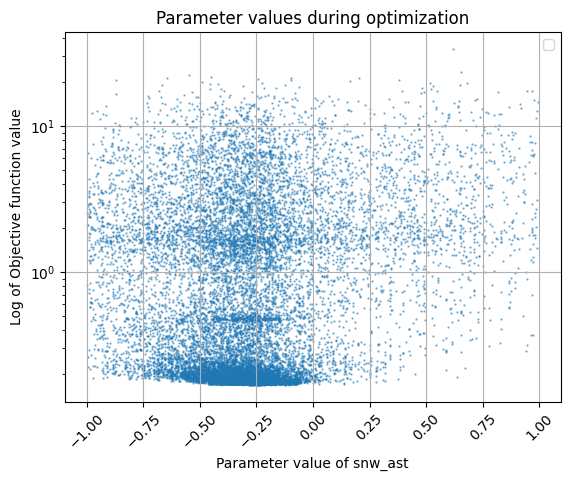 Parameter values during optimization
Log of Objective function value
10^1
10^0
−1.00 −0.75 −0.50 −0.25 0.00 0.25 0.50 0.75 1.00
Parameter value of snw_ast